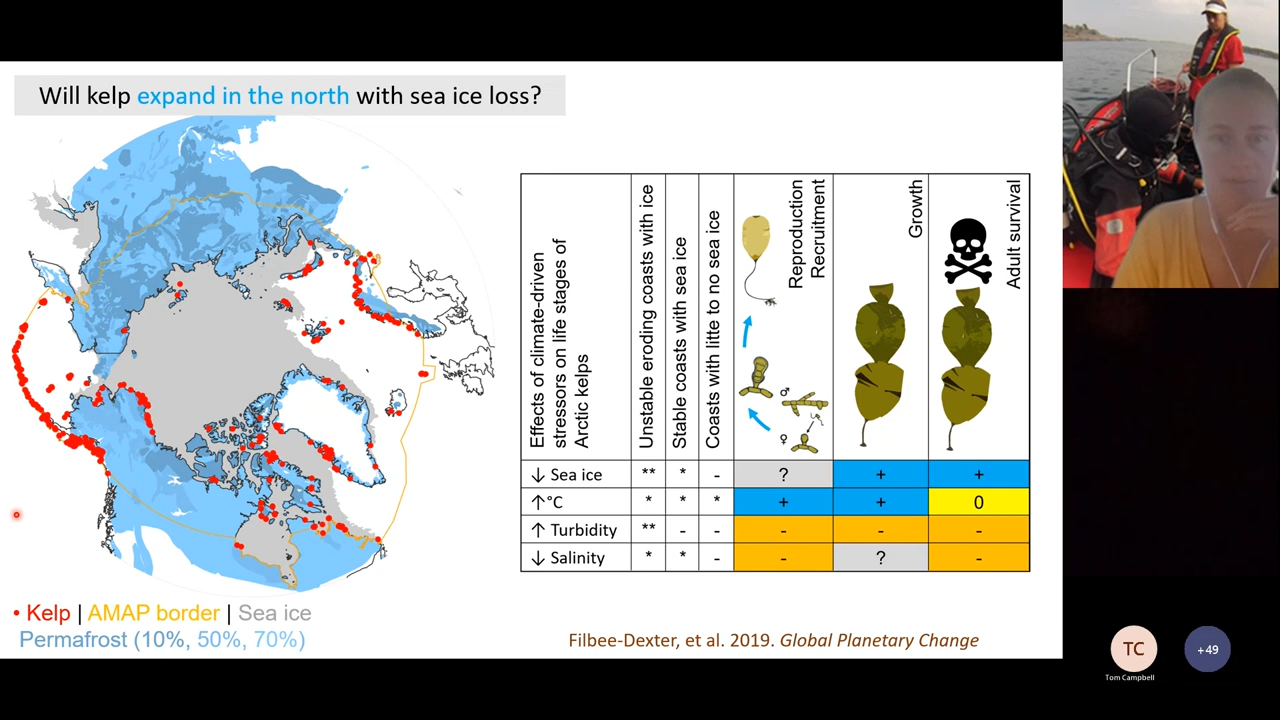 Will kelp expand in the north with sea ice loss?
Effects of climate-driven
stressors on life stages of
Arctic kelps
Unstable eroding coasts with ice
Stable coasts with sea ice
Coasts with litte to no sea ice
Reproduction
Recruitment
Growth
Adult survival
♂
♀
↓ Sea ice ** * - ? + +
↑°C * * * + + 0
↑ Turbidity ** - - - - -
↓ Salinity * * - - ? -
• Kelp | AMAP border | Sea ice
Permafrost (10%, 50%, 70%)
Filbee-Dexter, et al. 2019. Global Planetary Change
TC
+49
Tom Campbell